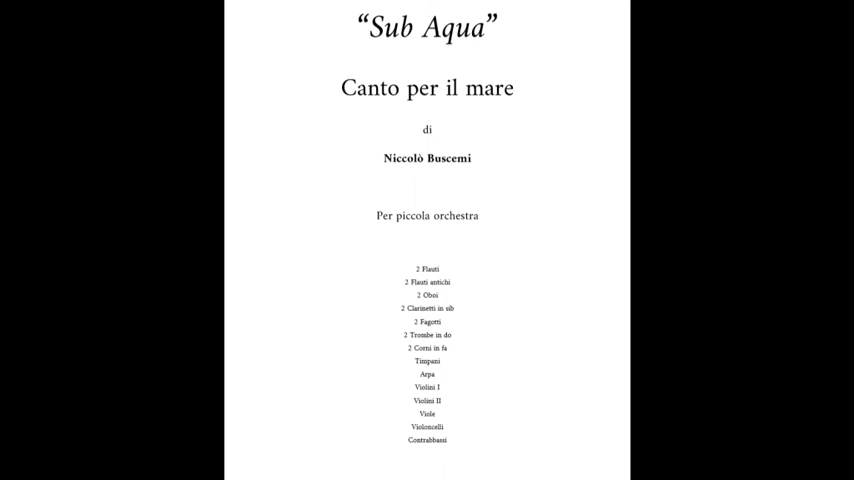 “Sub Aqua”
Canto per il mare
di
Niccolò Buscemi
Per piccola orchestra
2 Flauti
2 Flauti antichi
2 Oboi
2 Clarinetti in sib
2 Fagotti
2 Trombe in do
2 Corni in fa
Timpani
Arpa
Violini I
Violini II
Viole
Violoncelli
Contrabbassi